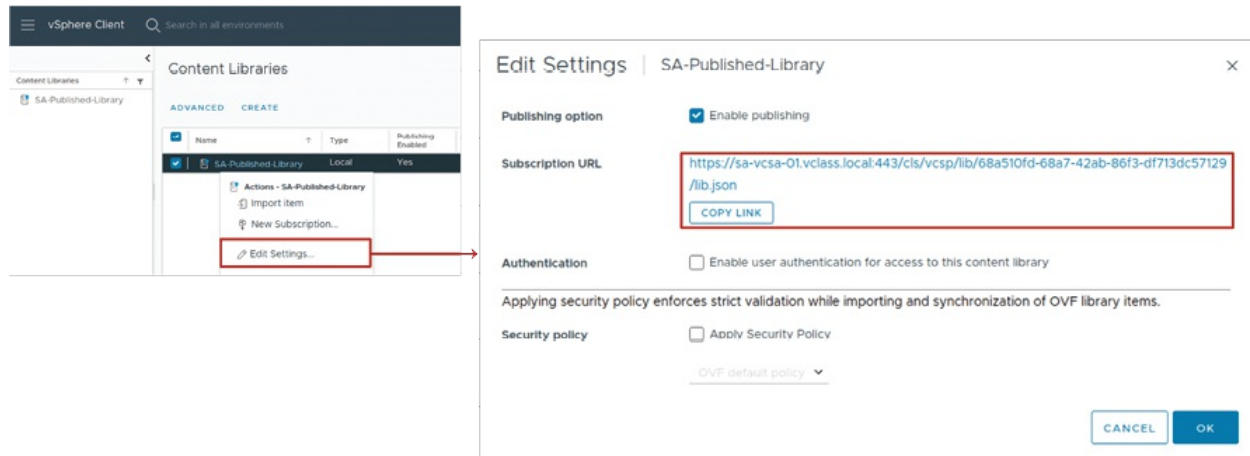 vSphere Client
Search in all environments
Content Libraries
SA-Published-Library
Content Libraries
ADVANCED CREATE
Name Type Publishing Enabled
SA-Published-Library Local Yes
Actions - SA-Published-Library
Import item
New Subscription...
Edit Settings...
Edit Settings SA-Published-Library
Publishing option Enable publishing
Subscription URL https://sa-vcsa-01.vclass.local:443/cls/vcsp/lib/68a510fd-68a7-42ab-86f3-df713dc57129
/lib.json
COPY LINK
Authentication Enable user authentication for access to this content library
Applying security policy enforces strict validation while importing and synchronization of OVF library items.
Security policy Apply Security Policy
OVF default policy
CANCEL OK